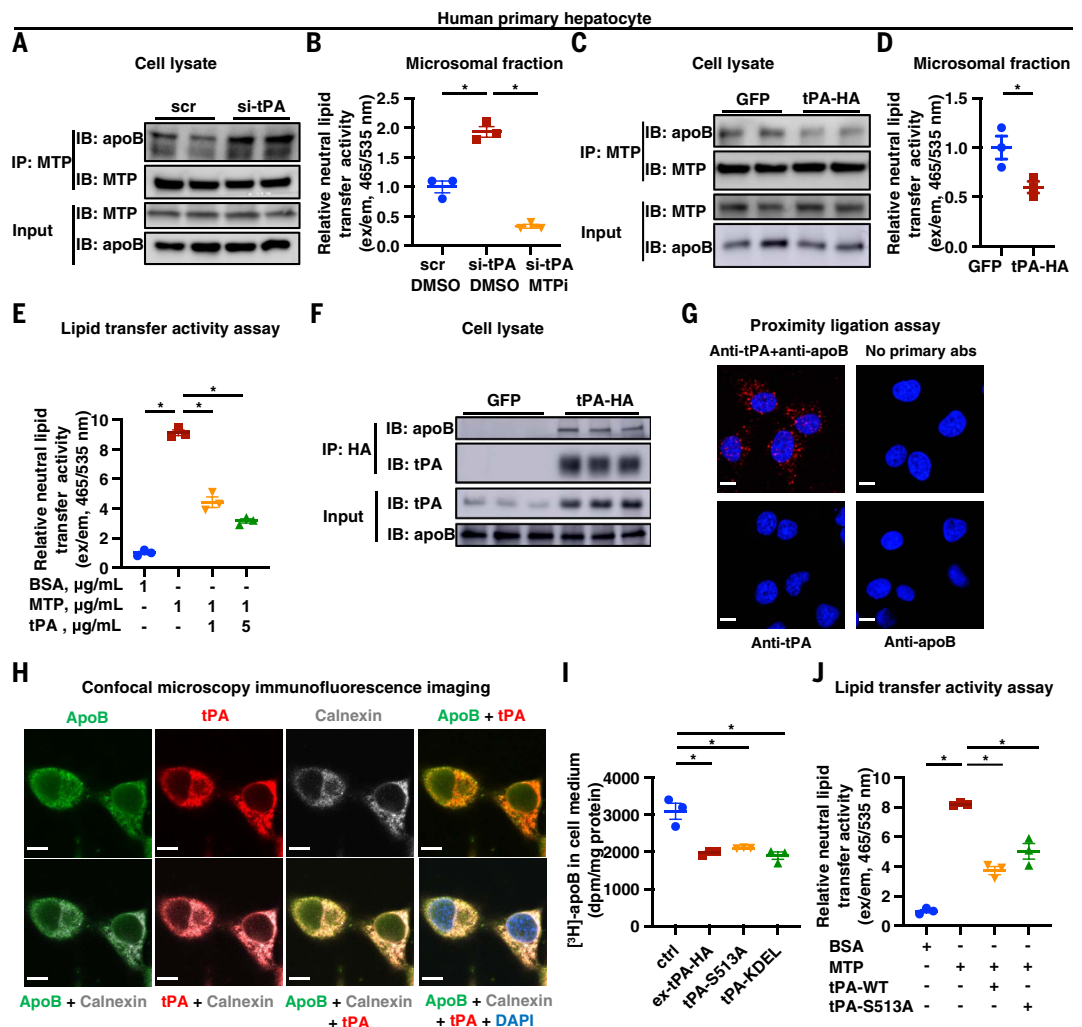 Human primary hepatocyte
A
Cell lysate
scr si-tPA
IP: MTP
IB: apoB
IB: MTP
Input
IB: MTP
IB: apoB
B
Microsomal fraction
Relative neutral lipid
transfer activity
(ex/em, 465/535 nm)
* *
2.5
2.0
1.5
1.0
0.5
0.0
scr si-tPA si-tPA
DMSO DMSO MTPi
C
Cell lysate
GFP tPA-HA
IP: MTP
IB: apoB
IB: MTP
Input
IB: MTP
IB: apoB
D
Relative neutral lipid
transfer activity
(ex/em, 465/535 nm)
Microsomal fraction
*
1.5
1.0
0.5
0.0
GFP tPA-HA
E
Lipid transfer activity assay
Relative neutral lipid
transfer activity
(ex/em, 465/535 nm)
*
* *
10
8
6
4
2
0
BSA, µg/mL 1 - - -
MTP, µg/mL - 1 1 1
tPA , µg/mL - - 1 5
F
Cell lysate
GFP tPA-HA
IP: HA
IB: apoB
IB: tPA
Input
IB: tPA
IB: apoB
G
Proximity ligation assay
Anti-tPA+anti-apoB No primary abs
Anti-tPA Anti-apoB
H
Confocal microscopy immunofluorescence imaging
ApoB tPA Calnexin ApoB + tPA
ApoB + Calnexin tPA + Calnexin ApoB + Calnexin ApoB + Calnexin
+ tPA + tPA + DAPI
I
[³H]-apoB in cell medium
(dpm/mg protein)
*
*
*
4000
3000
2000
1000
0
ctrl
ex-tPA-HA
tPA-S513A
tPA-KDEL
J
Lipid transfer activity assay
Relative neutral lipid
transfer activity
(ex/em, 465/535 nm)
*
* *
10
8
6
4
2
0
BSA + - - -
MTP - + + +
tPA-WT - - + -
tPA-S513A - - - +